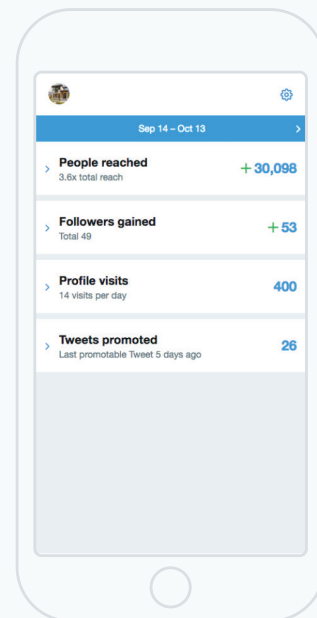 Sep 14 – Oct 13
People reached
3.6x total reach
+30,098
Followers gained
Total 49
+53
Profile visits
14 visits per day
400
Tweets promoted
Last promotable Tweet 5 days ago
26